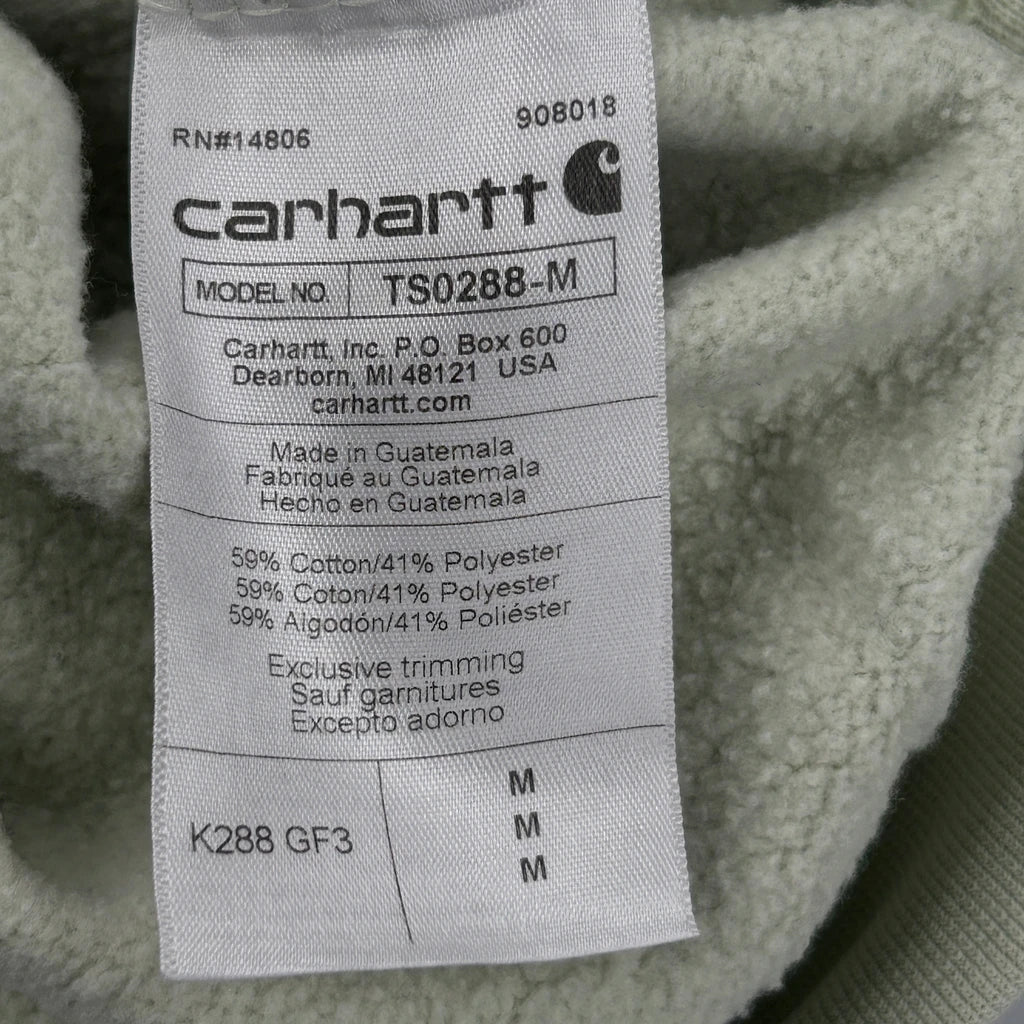 908018
RN#14806
carhartt
MODEL NO. TS0288-M
Carhartt, Inc. P.O. Box 600
Dearborn, MI 48121 USA
carhartt.com
Made in Guatemala
Fabriqué au Guatemala
Hecho en Guatemala
59% Cotton/41% Polyester
59% Coton/41% Polyester
59% Algodón/41% Poliéster
Exclusive trimming
Sauf garnitures
Excepto adorno
K288 GF3
M
M
M